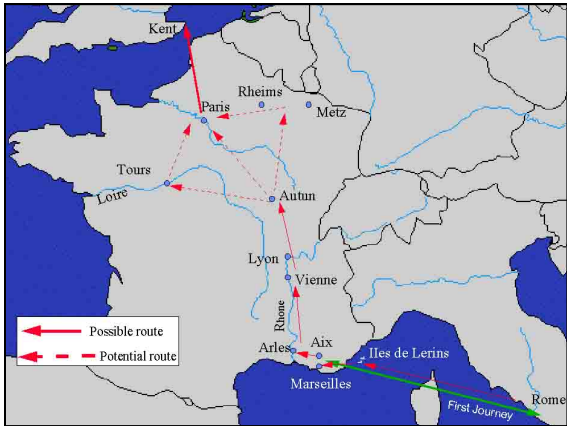 Kent
Rheims
Paris
Metz
Tours
Loire
Autun
Lyon
Vienne
Rhone
Possible route
Potential route
Arles
Aix
Iles de Lerins
Marseilles
First Journey
Rome